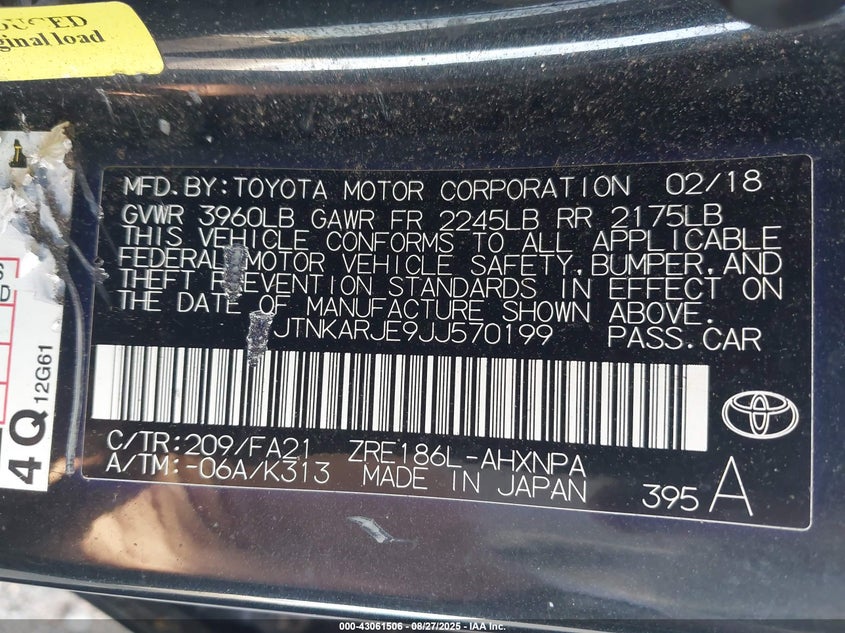 UCED
ginal load
MFD.BY:TOYOTA MOTOR CORPORATION 02/18
GVWR 3960LB GAWR FR 2245LB RR 2175LB
THIS VEHICLE CONFORMS TO ALL APPLICABLE
FEDERAL MOTOR VEHICLE SAFETY,BUMPER,AND
THEFT PREVENTION STANDARDS IN EFFECT ON
THE DATE OF MANUFACTURE SHOWN ABOVE.
JTNKARJE9JJ570199 PASS.CAR
C/TR:209/FA21 ZRE186L-AHXNPA
A/TM:-06A/K313 MADE IN JAPAN 395 A
4Q 12G61
S
D
000-43061506 - 08/27/2025 - IAA Inc.